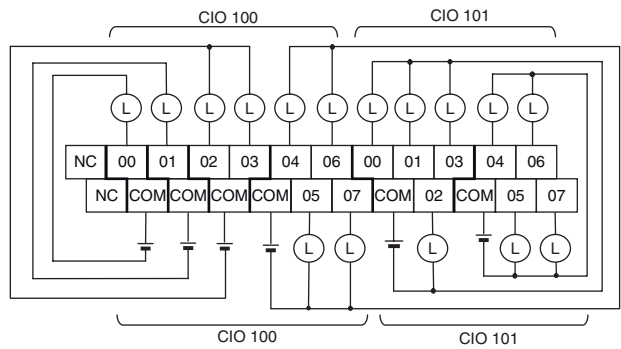 CIO 100 CIO 101
L L L L L L L L L L L
NC 00 01 02 03 04 06 00 01 03 04 06
NC COM COM COM COM 05 07 COM 02 COM 05 07
L L L L L
CIO 100 CIO 101